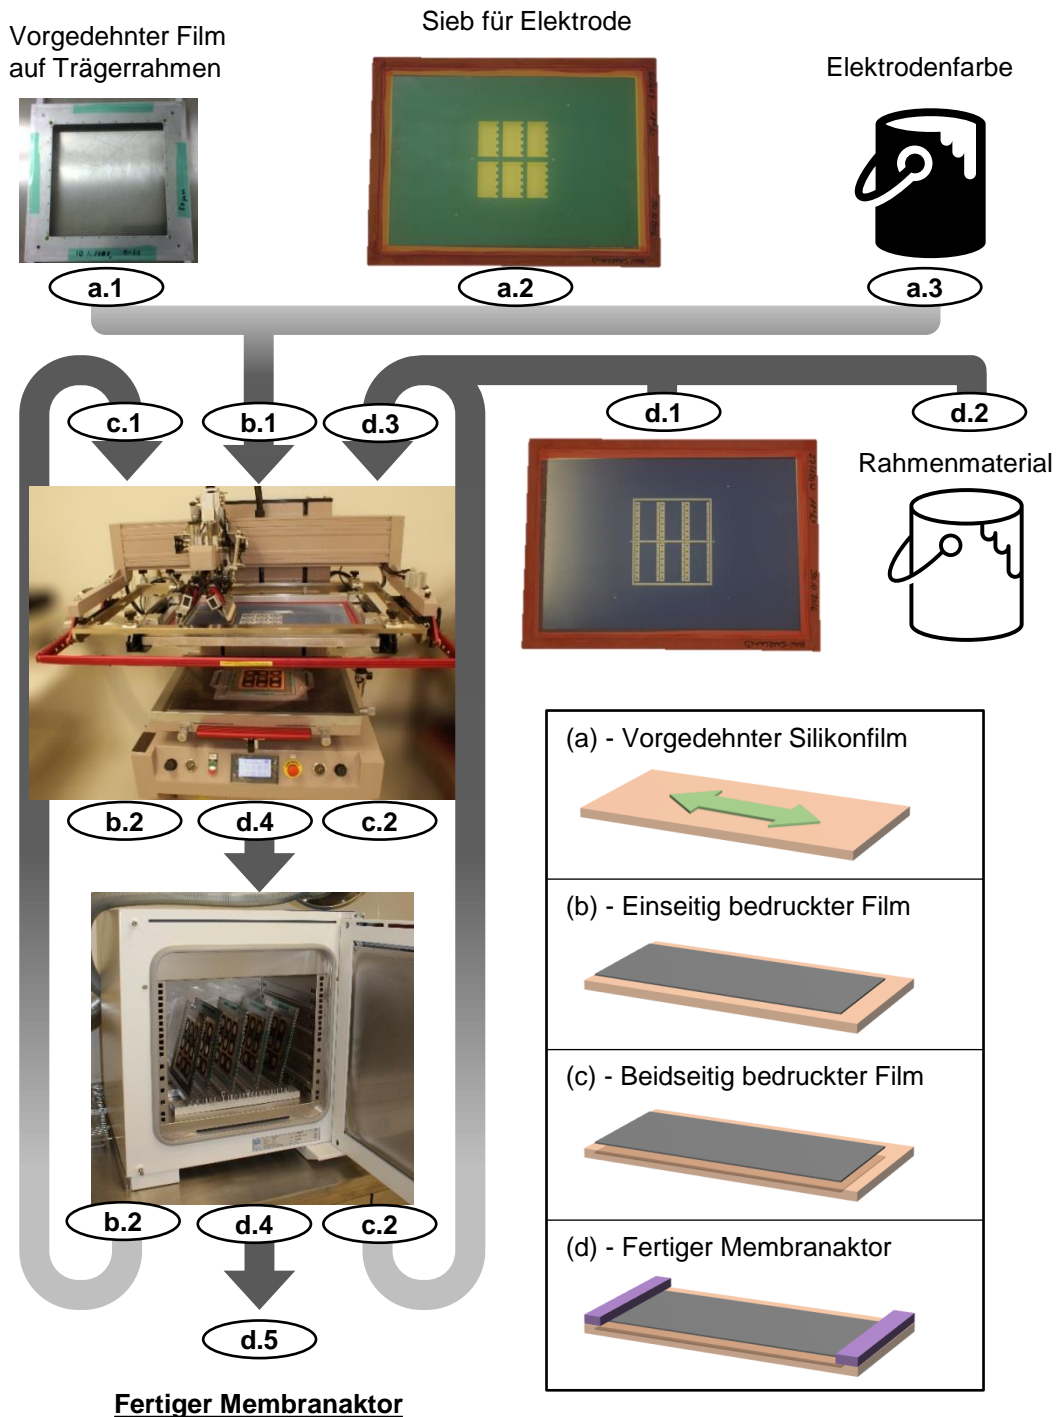 Vorgedehnter Film
auf Trägerrahmen
Sieb für Elektrode
Elektrodenfarbe
a.1
a.2
a.3
c.1
b.1
d.3
d.1
d.2
Rahmenmaterial
b.2
d.4
c.2
b.2
d.4
c.2
d.5
Fertiger Membranaktor
(a) - Vorgedehnter Silikonfilm
(b) - Einseitig bedruckter Film
(c) - Beidseitig bedruckter Film
(d) - Fertiger Membranaktor